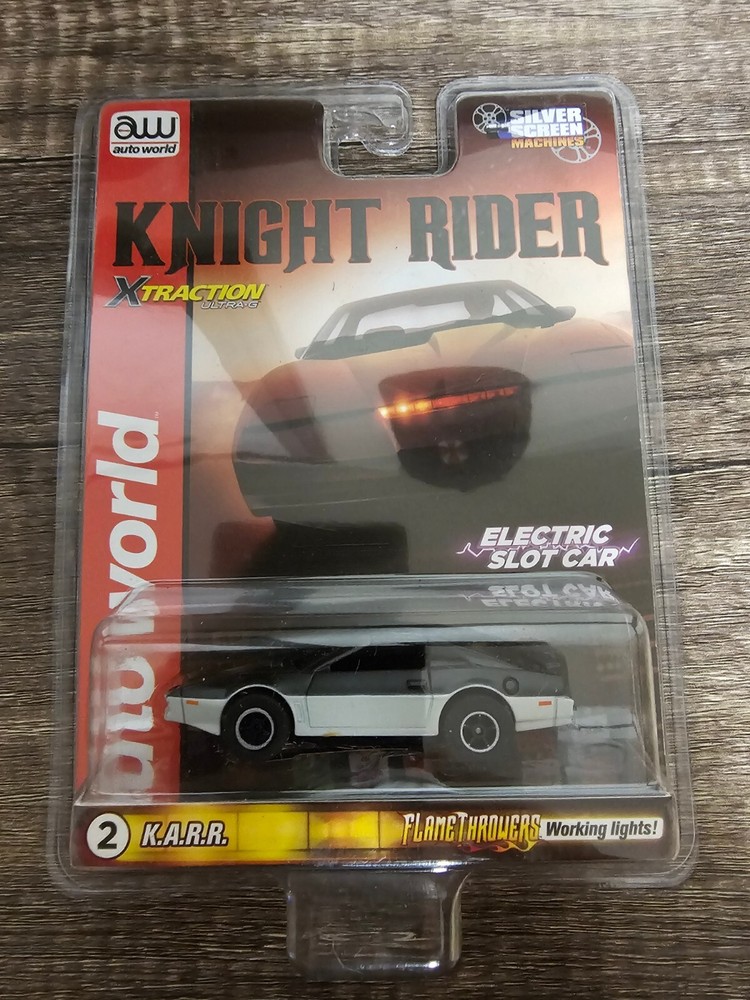 aw
auto world
SILVER
SCREEN
MACHINES
KNIGHT RIDER
XTRACTION
ULTRA-G
auto world
ELECTRIC
SLOT CAR
2 K.A.R.R.
FLAMETHROWERS Working lights!